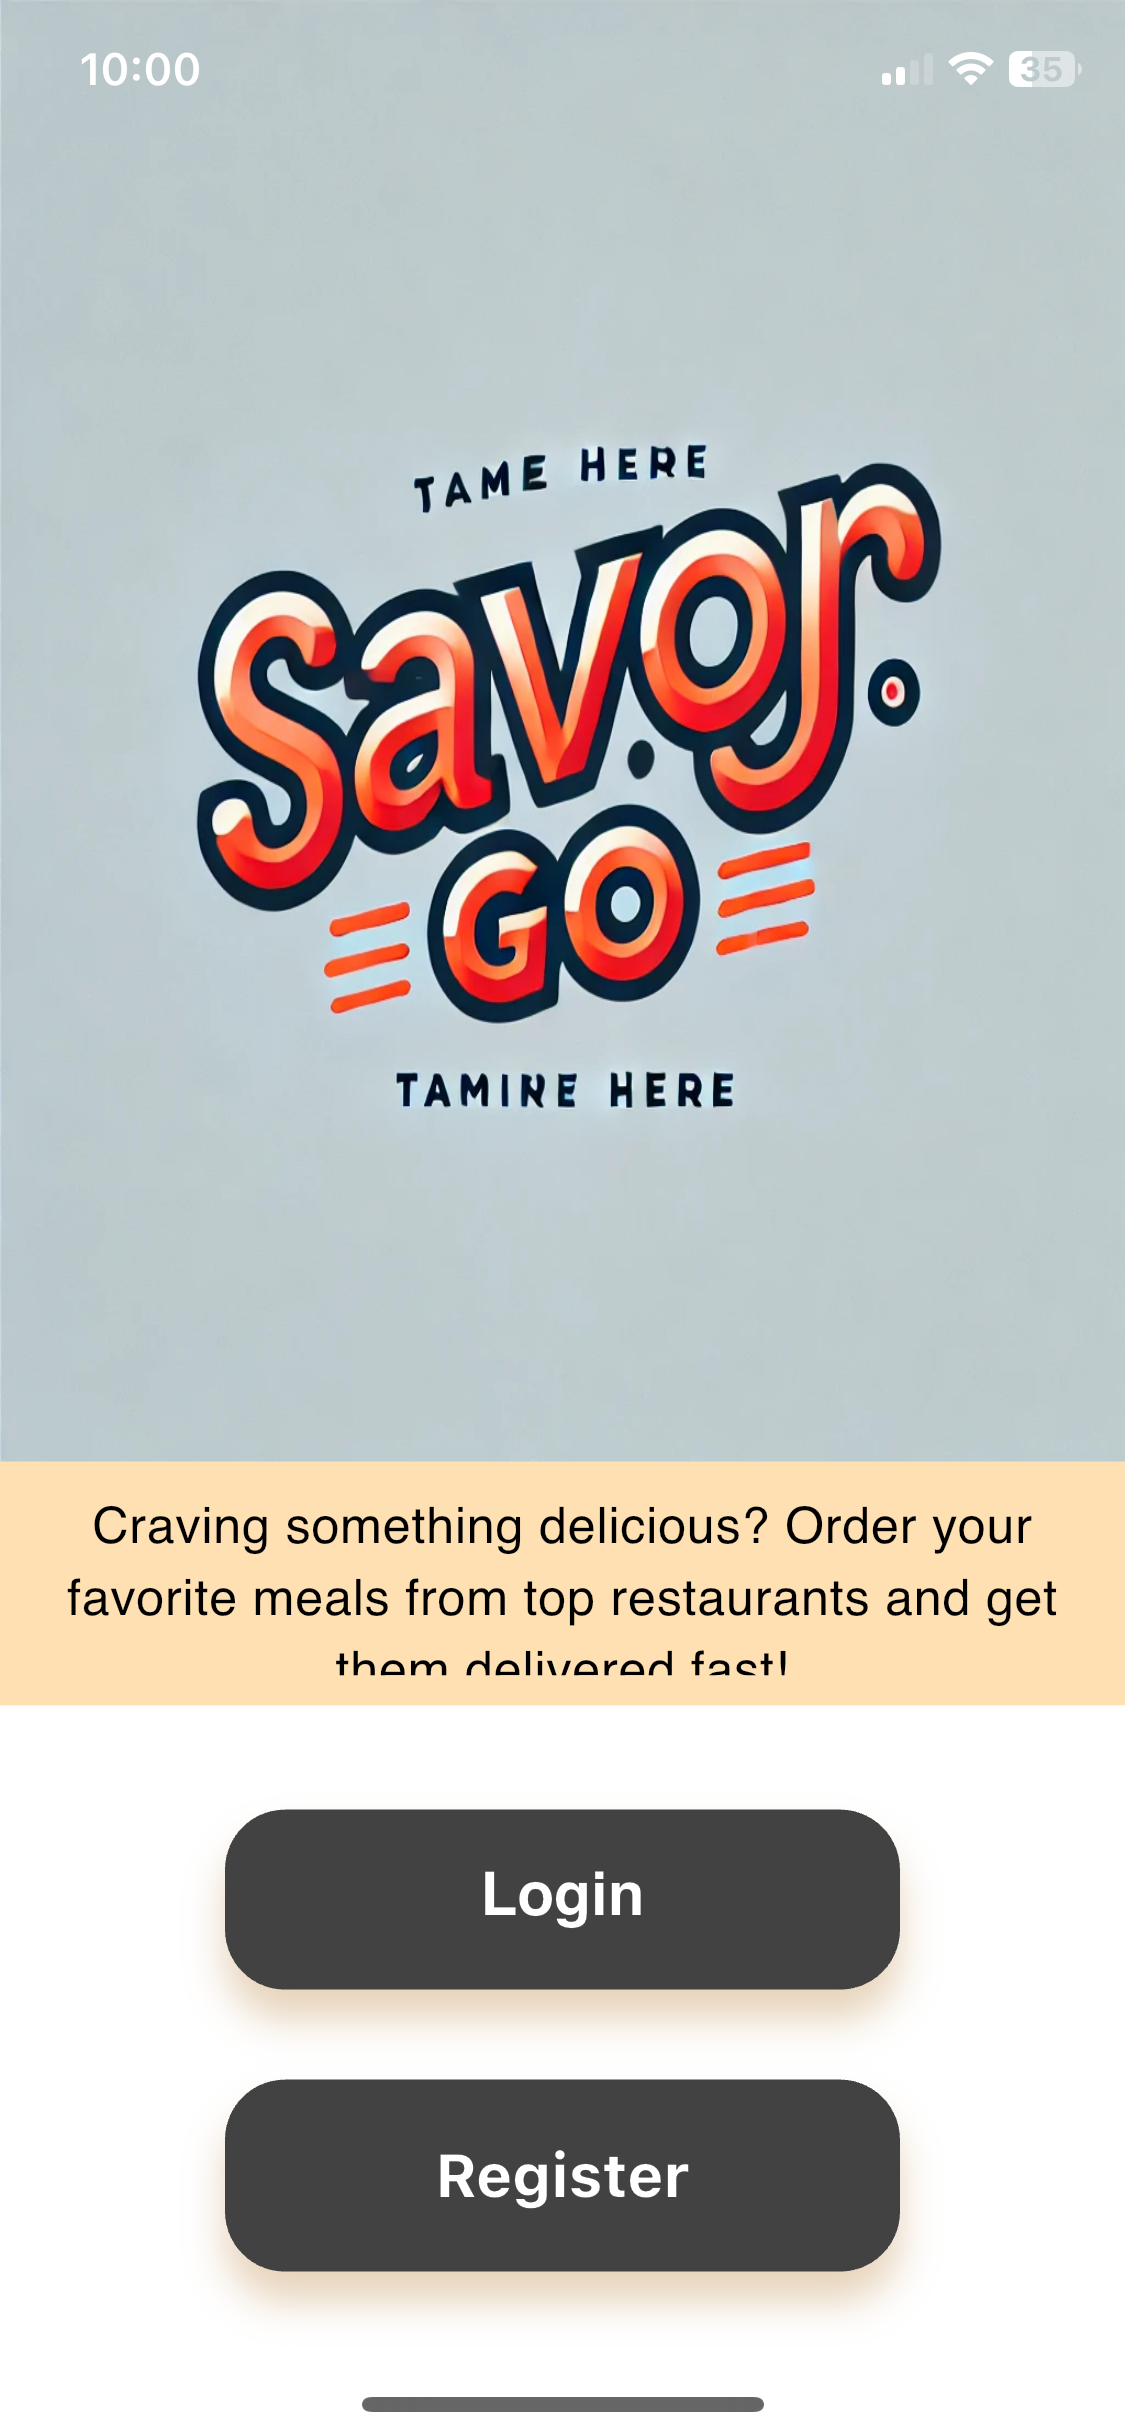 10:00
35
TAME HERE
Savor.
GO
TAMINE HERE
Craving something delicious? Order your
favorite meals from top restaurants and get
them delivered fast!
Login
Register